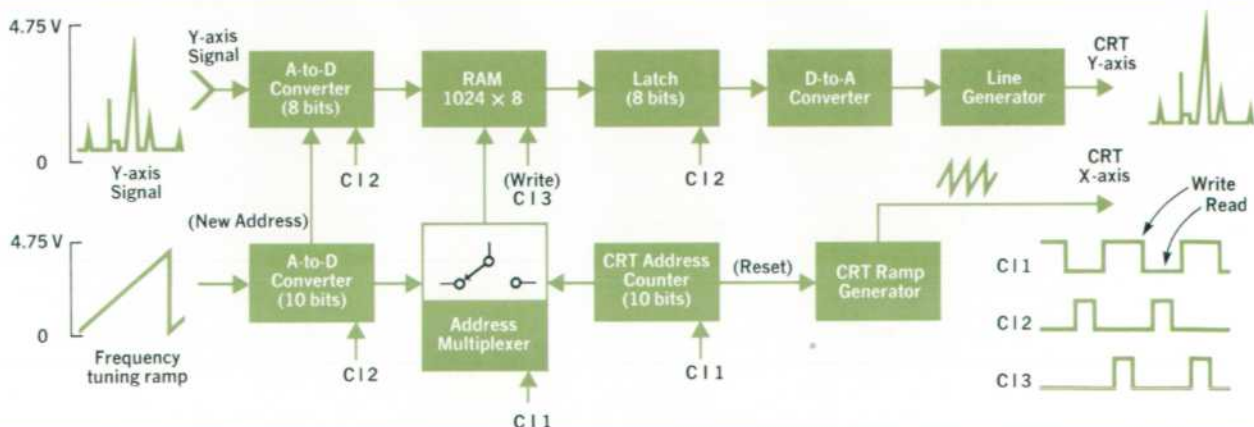 4.75 V
0
Y-axis
Signal
Y-axis
Signal
A-to-D
Converter
(8 bits)
C l 2
RAM
1024 × 8
(Write)
C l 3
Latch
(8 bits)
C l 2
D-to-A
Converter
Line
Generator
CRT
Y-axis
CRT
X-axis
(New Address)
4.75 V
0
Frequency
tuning ramp
A-to-D
Converter
(10 bits)
C l 2
Address
Multiplexer
C l 1
CRT Address
Counter
(10 bits)
C l 1
(Reset)
CRT Ramp
Generator
Write
Read
C l 1
C l 2
C l 3